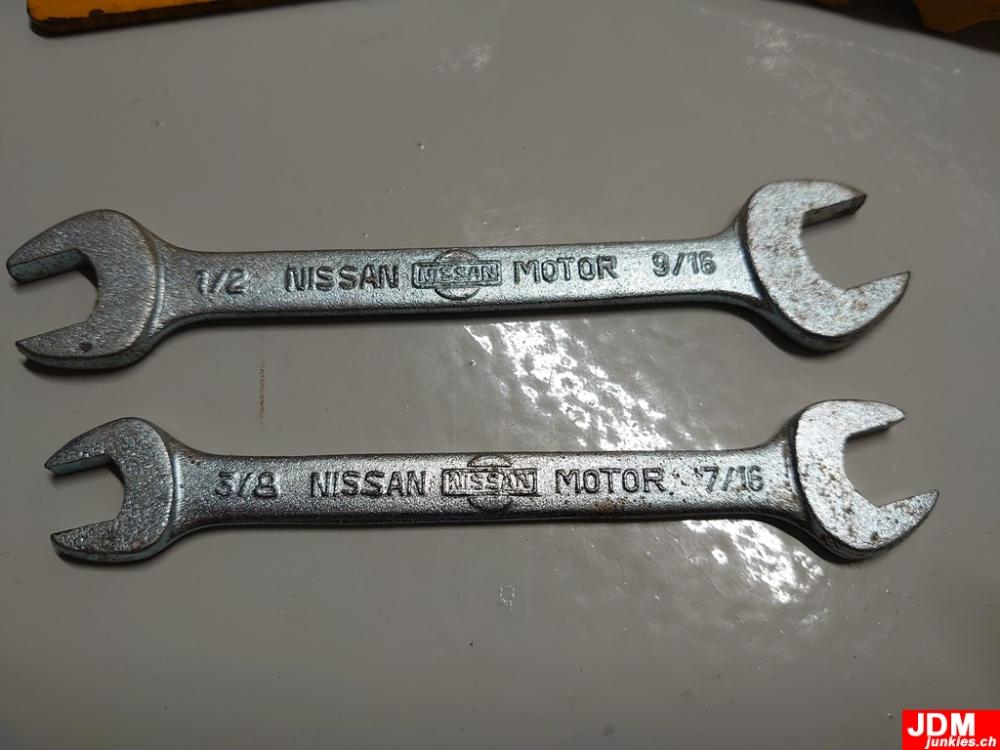 1/2 NISSAN NISSAN MOTOR 9/16
3/8 NISSAN NISSAN MOTOR 7/16
JDM
junkies.ch